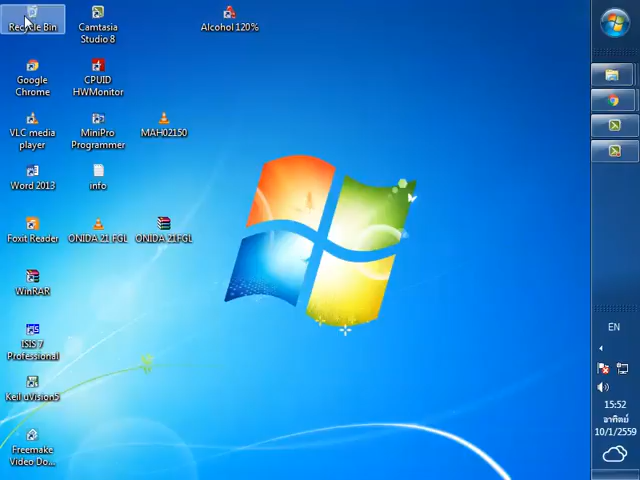 Recycle Bin
Camtasia
Studio 8
Alcohol 120%
Google
Chrome
CPUID
HWMonitor
VLC media
player
MiniPro
Programmer
MAH02150
Word 2013
info
Foxit Reader
ONIDA 21 FGL
ONIDA 21FGL
WinRAR
ISIS 7
Professional
Keil uVision5
Freemake
Video Do...
EN
15:52
อาทิตย์
10/1/2559